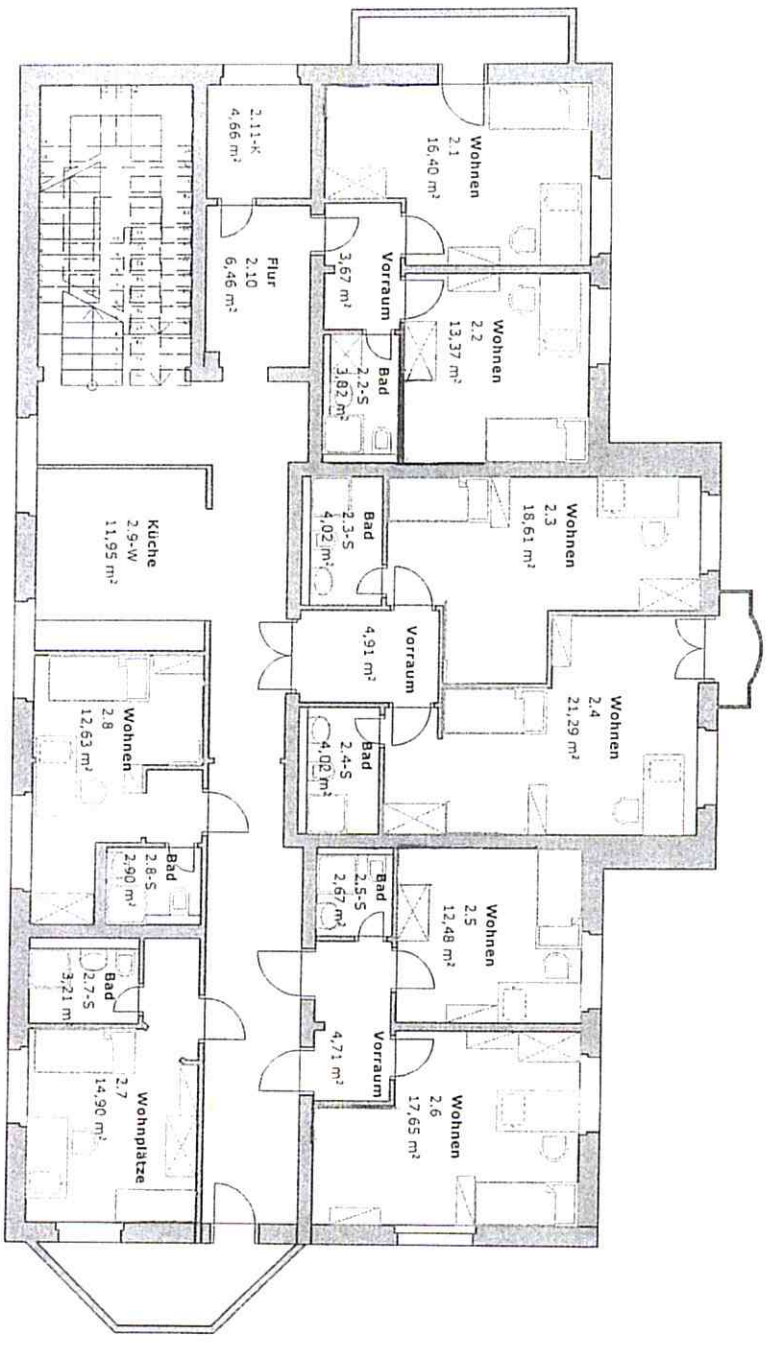 Wohnen
2.1
16,40 m²
Wohnen
2.2
13,37 m²
Wohnen
2.3
18,61 m²
Wohnen
2.4
21,29 m²
Wohnen
2.5
12,48 m²
Wohnen
2.6
17,65 m²
Vorraum
3,67 m²
Bad
2.2-S
3,82 m²
Bad
2.3-S
4,02 m²
Vorraum
4,91 m²
Bad
2.4-S
4,02 m²
Bad
2.5-S
2,67 m²
Vorraum
4,71 m²
2.11-K
4,66 m²
Flur
2.10
6,46 m²
Küche
2.9-W
11,95 m²
Wohnen
2.8
12,63 m²
Bad
2.8-S
2,90 m²
Bad
2.7-S
3,21 m²
Wohnplätze
2.7
14,90 m²